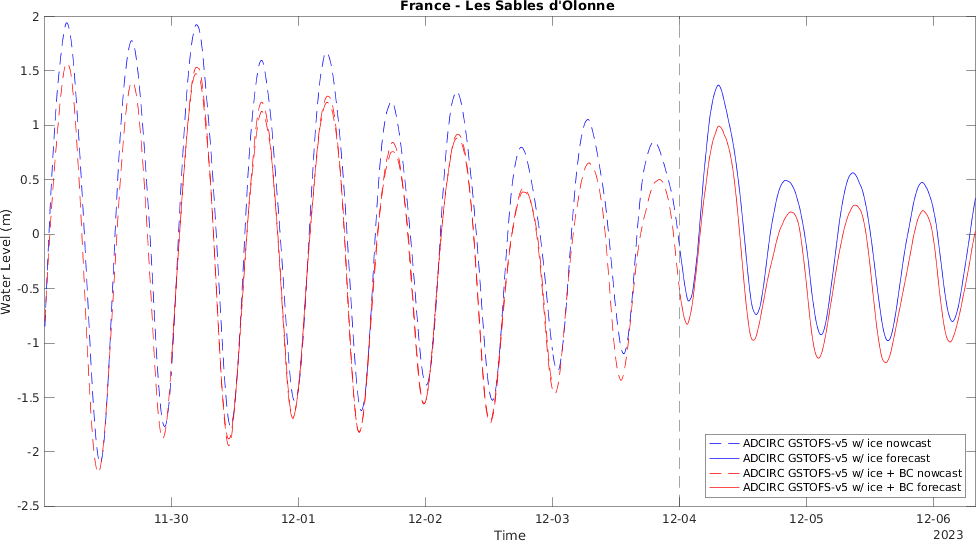 France - Les Sables d'Olonne
2
1.5
1
0.5
0
-0.5
-1
-1.5
-2
-2.5
Water Level (m)
11-30
12-01
12-02
12-03
12-04
12-05
12-06
Time
2023
ADCIRC GSTOFS-v5 w/ ice nowcast
ADCIRC GSTOFS-v5 w/ ice forecast
ADCIRC GSTOFS-v5 w/ ice + BC nowcast
ADCIRC GSTOFS-v5 w/ ice + BC forecast